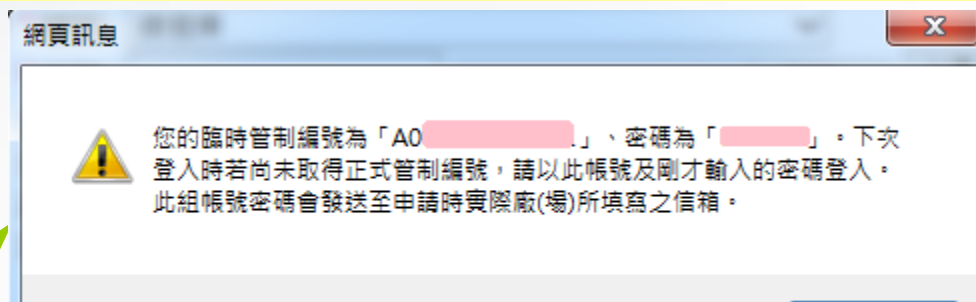 網頁訊息
您的臨時管制編號為「A0 」、密碼為「 」。下次
登入時若尚未取得正式管制編號，請以此帳號及剛才輸入的密碼登入。
此組帳號密碼會發送至申請時實際廠(場)所填寫之信箱。